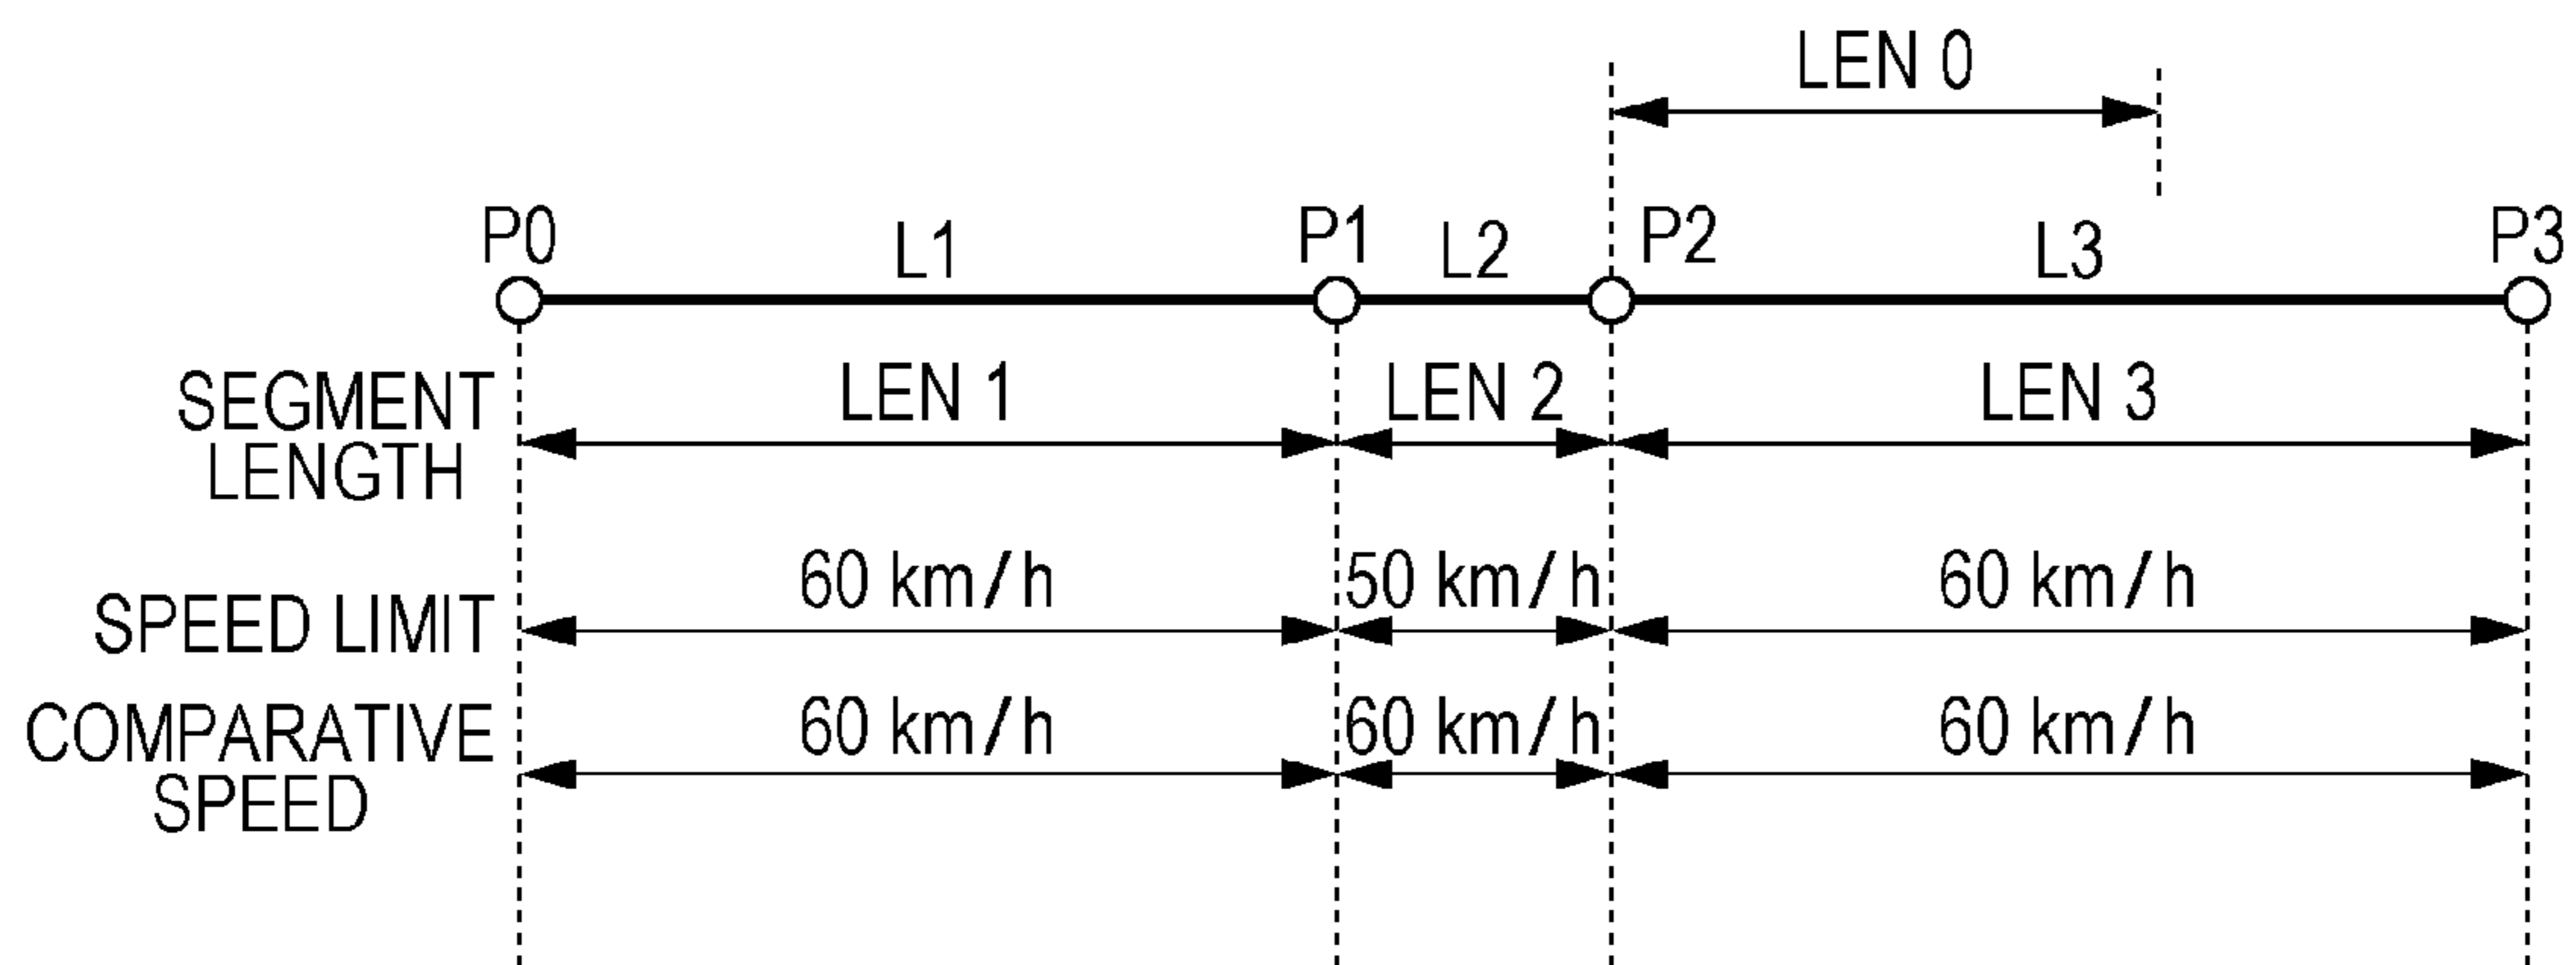 LEN 0
P0 L1 P1 L2 P2 L3 P3
SEGMENT
LENGTH
LEN 1 LEN 2 LEN 3
SPEED LIMIT
60 km/h 50 km/h 60 km/h
COMPARATIVE
SPEED
60 km/h 60 km/h 60 km/h